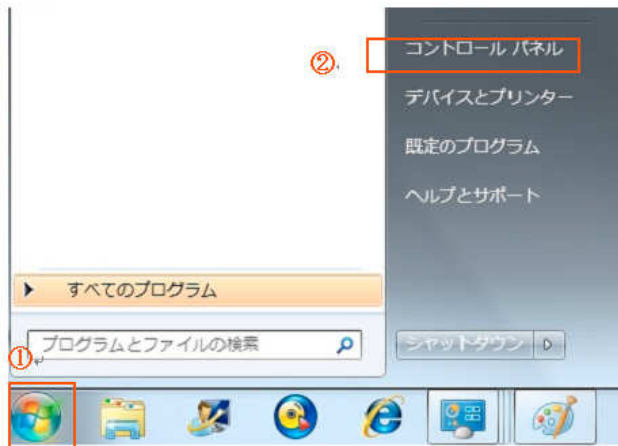 ② コントロール パネル
デバイスとプリンター
既定のプログラム
ヘルプとサポート
すべてのプログラム
① プログラムとファイルの検索
シャットダウン